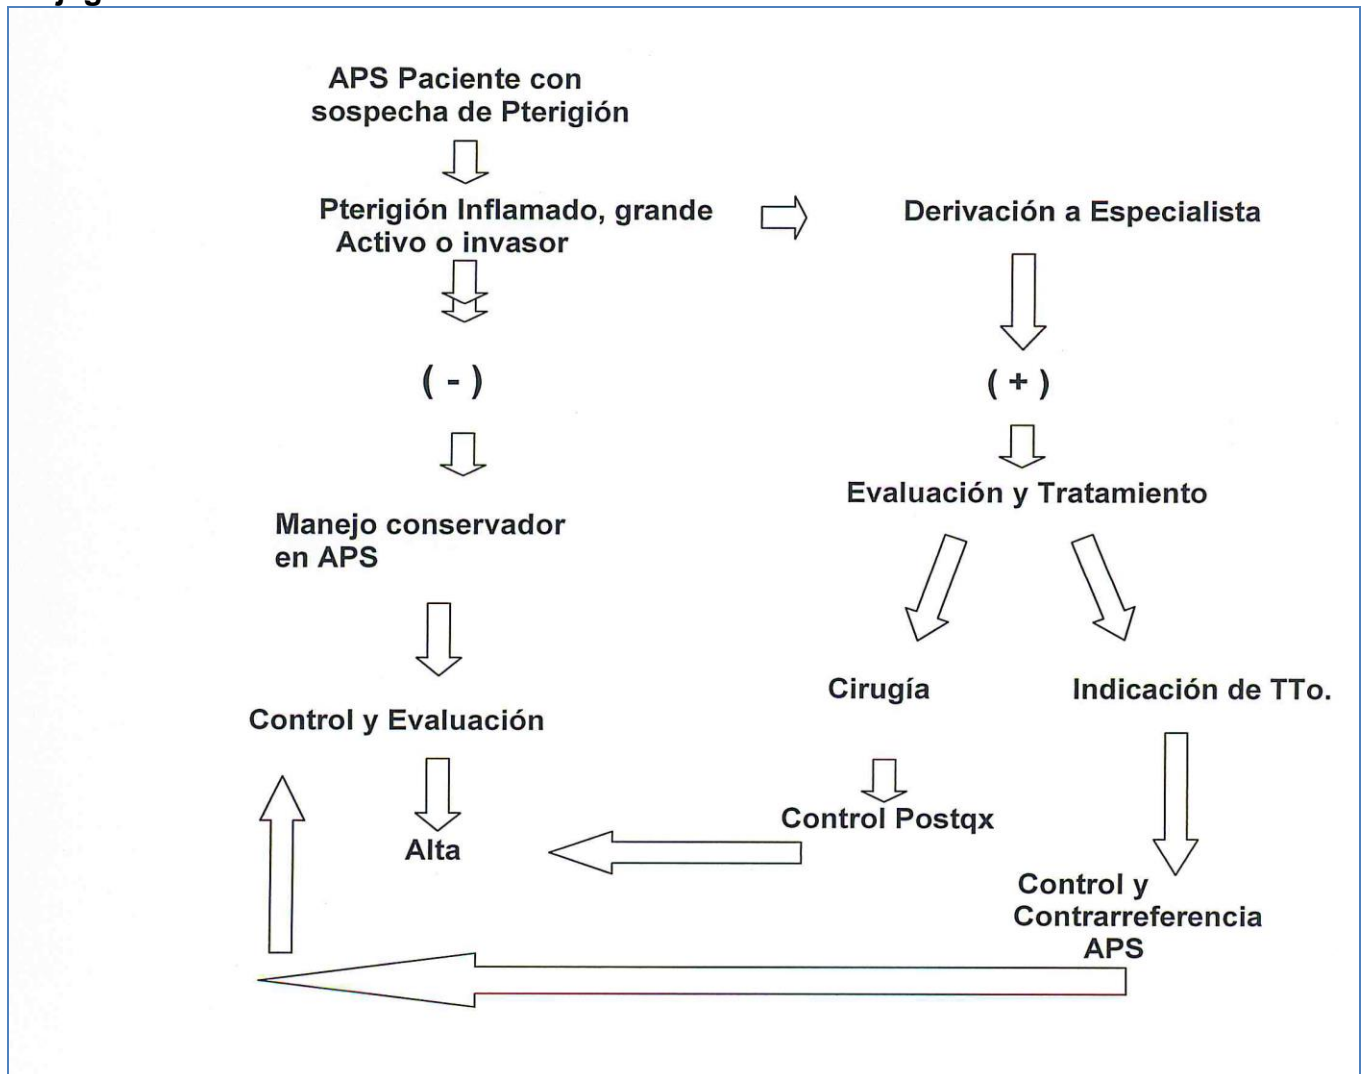 APS Paciente con
sospecha de Pterigión
Pterigión Inflamado, grande
Activo o invasor
Derivación a Especialista
( - )
( + )
Evaluación y Tratamiento
Manejo conservador
en APS
Cirugía
Indicación de TTo.
Control y Evaluación
Control Postqx
Alta
Control y
Contrarreferencia
APS